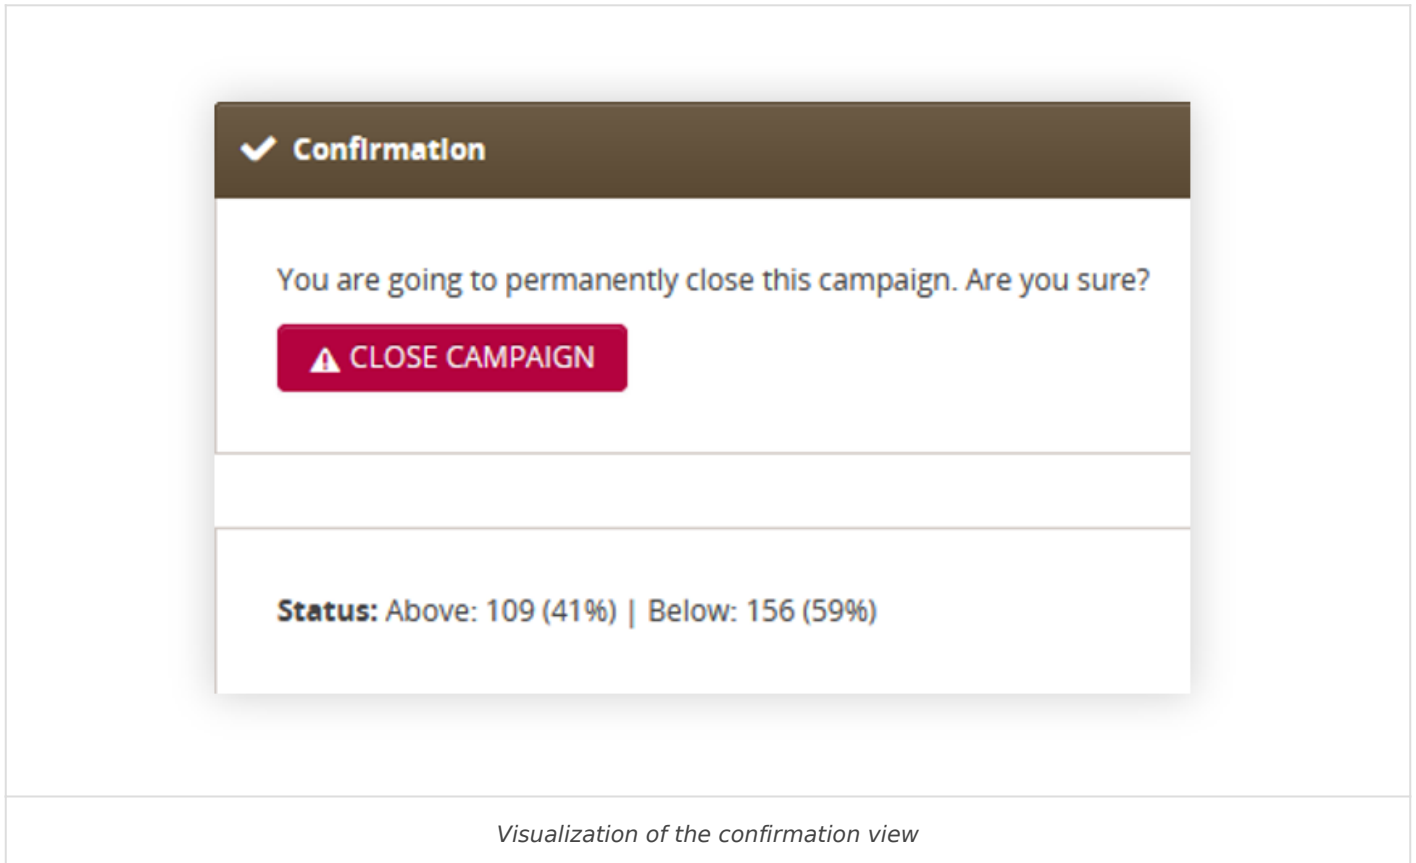 Confirmation
You are going to permanently close this campaign. Are you sure?
CLOSE CAMPAIGN
Status: Above: 109 (41%) | Below: 156 (59%)
Visualization of the confirmation view